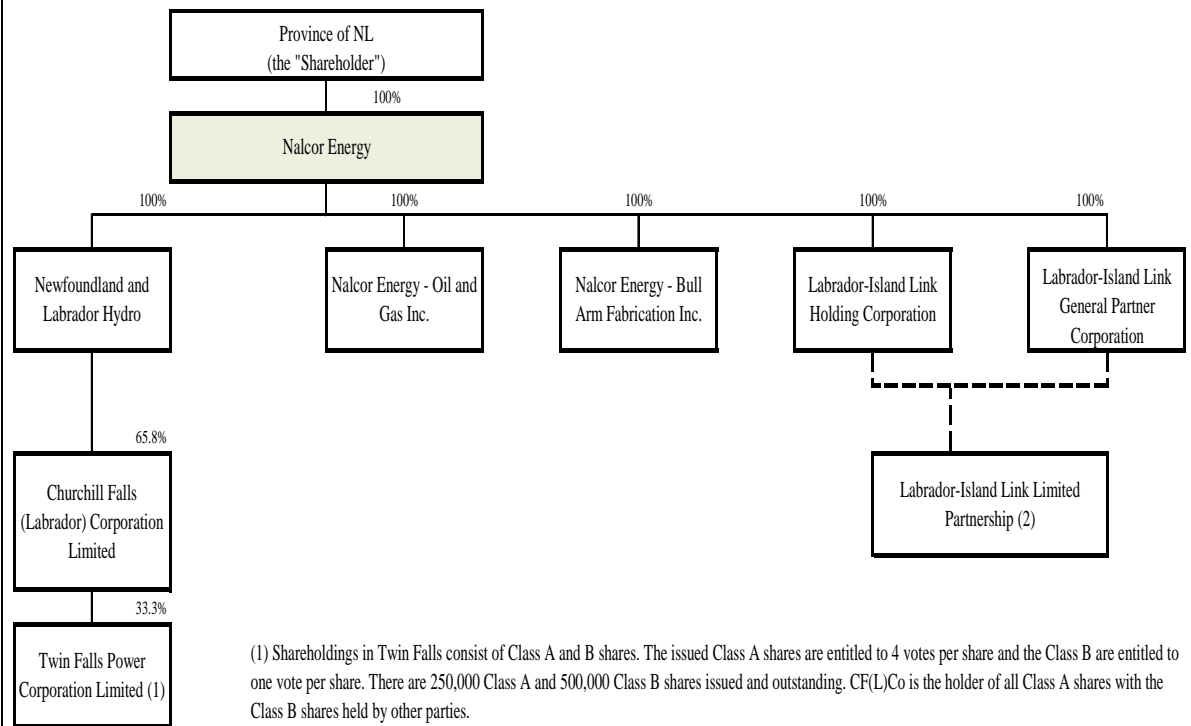 Province of NL
(the "Shareholder")
100%
Nalcor Energy
100%
100%
100%
100%
100%
Newfoundland and
Labrador Hydro
Nalcor Energy - Oil and
Gas Inc.
Nalcor Energy - Bull
Arm Fabrication Inc.
Labrador-Island Link
Holding Corporation
Labrador-Island Link
General Partner
Corporation
65.8%
Churchill Falls
(Labrador) Corporation
Limited
Labrador-Island Link Limited
Partnership (2)
33.3%
Twin Falls Power
Corporation Limited (1)
(1) Shareholdings in Twin Falls consist of Class A and B shares. The issued Class A shares are entitled to 4 votes per share and the Class B are entitled to
one vote per share. There are 250,000 Class A and 500,000 Class B shares issued and outstanding. CF(L)Co is the holder of all Class A shares with the
Class B shares held by other parties.